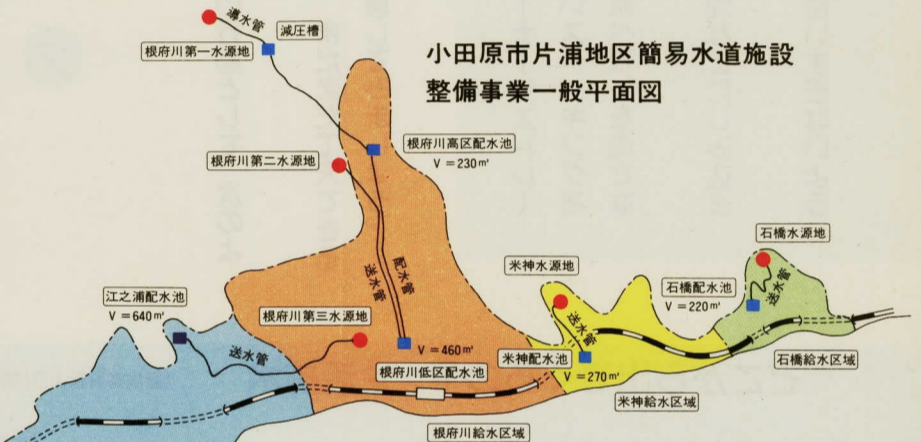 小田原市片浦地区簡易水道施設
整備事業一般平面図
導水管
減圧槽
根府川第一水源地
根府川高区配水池
V=230㎥
根府川第二水源地
送水管
配水管
石橋水源地
米神水源地
石橋配水池
V=220㎥
送水管
江之浦配水池
V=640㎥
根府川第三水源地
送水管
送水管
V=460㎥
根府川低区配水池
米神配水池
V=270㎥
石橋給水区域
米神給水区域
根府川給水区域